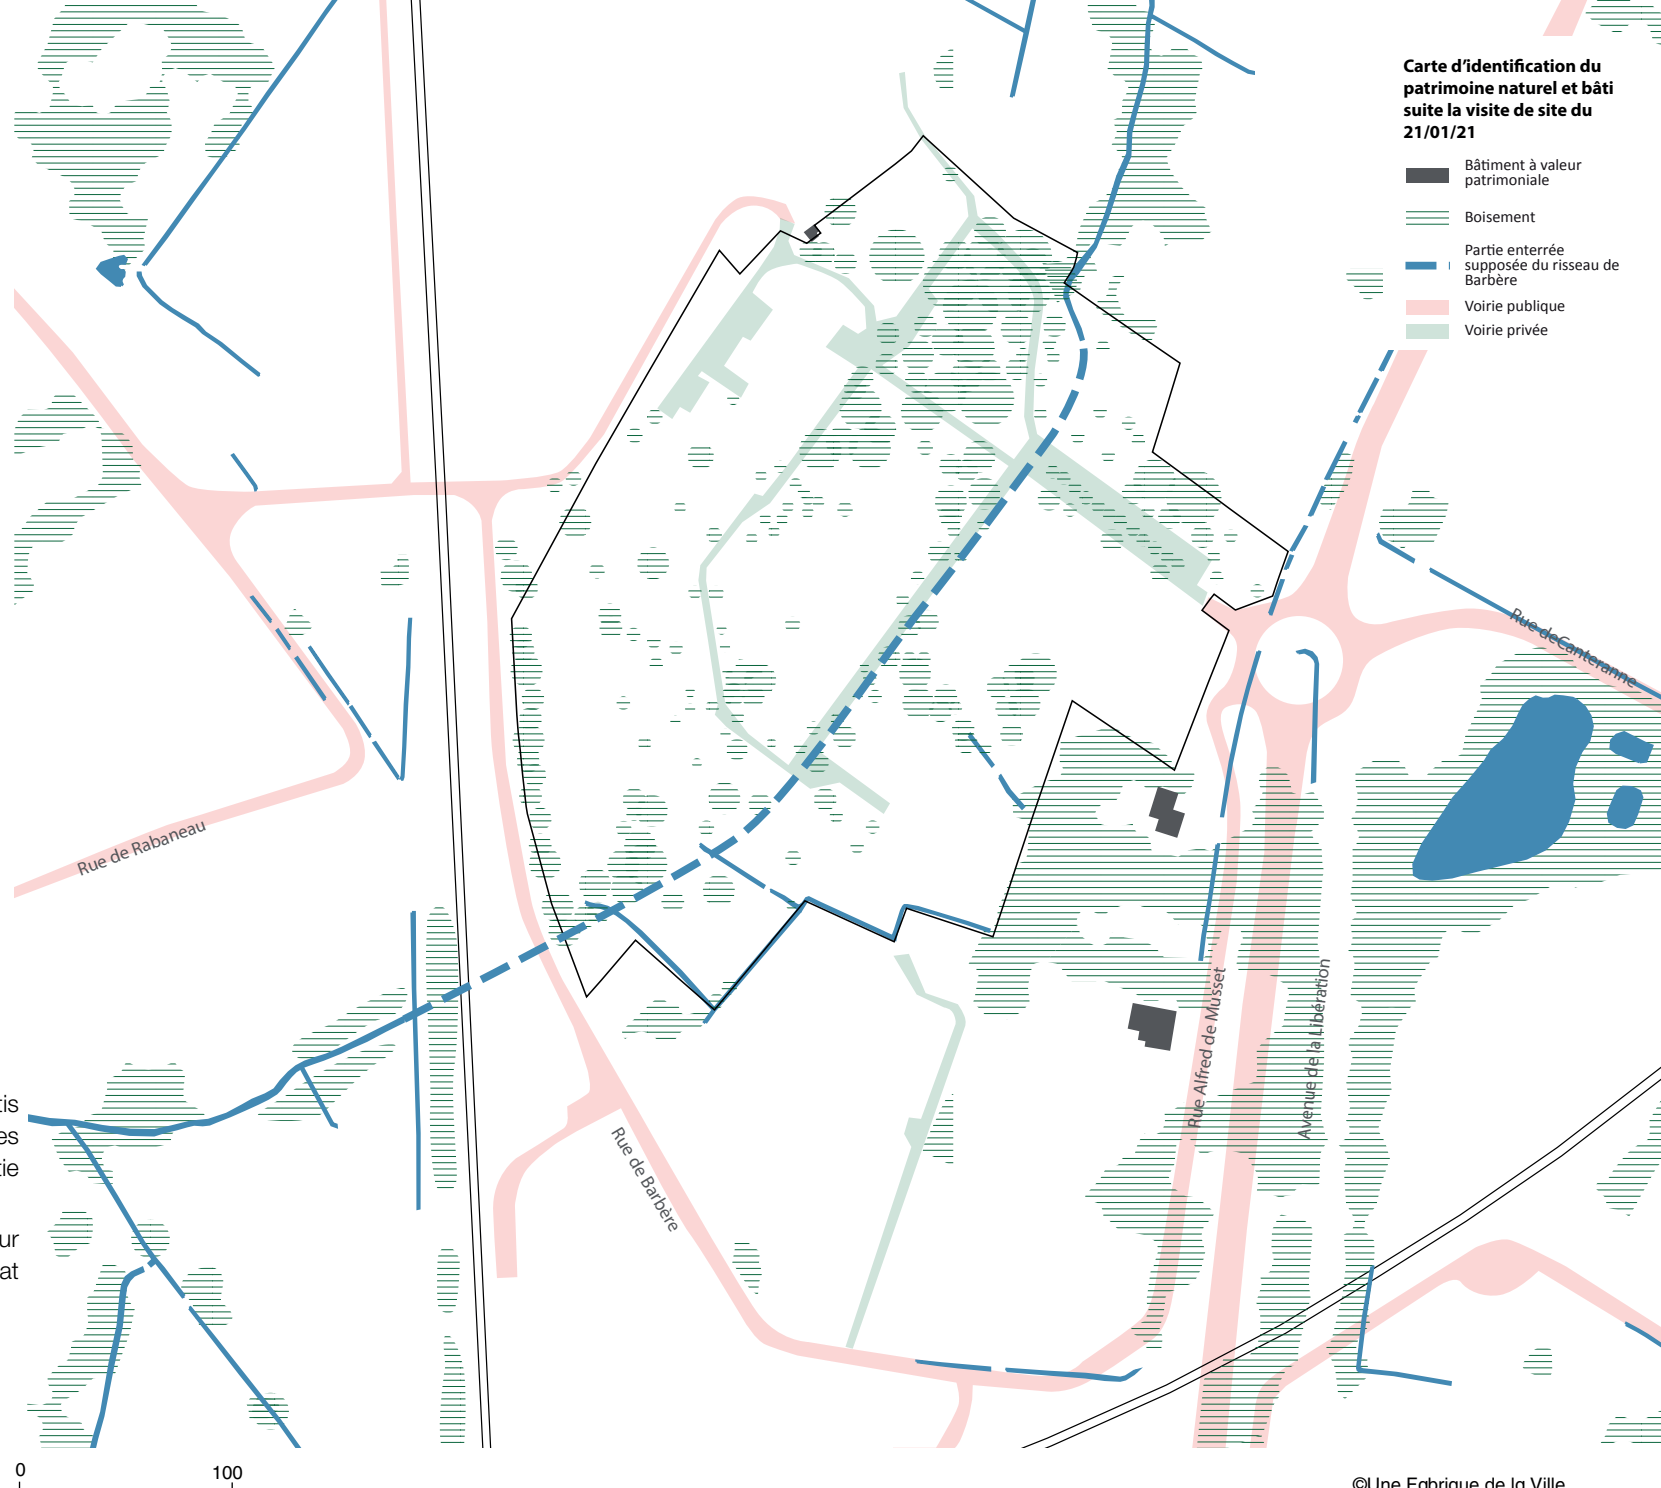 Carte d'identification du
patrimoine naturel et bâti
suite la visite de site du
21/01/21
Bâtiment à valeur
patrimoniale
Boisement
Partie enterrée
supposée du risseau de
Barbère
Voirie publique
Voirie privée
Rue deCanteranne
Rue de Rabaneau
Rue Alfred de Musset
Avenue de la Libération
Rue de Barbère
tis
es
tie
ur
at
0
100
©Une Fabrique de la Ville